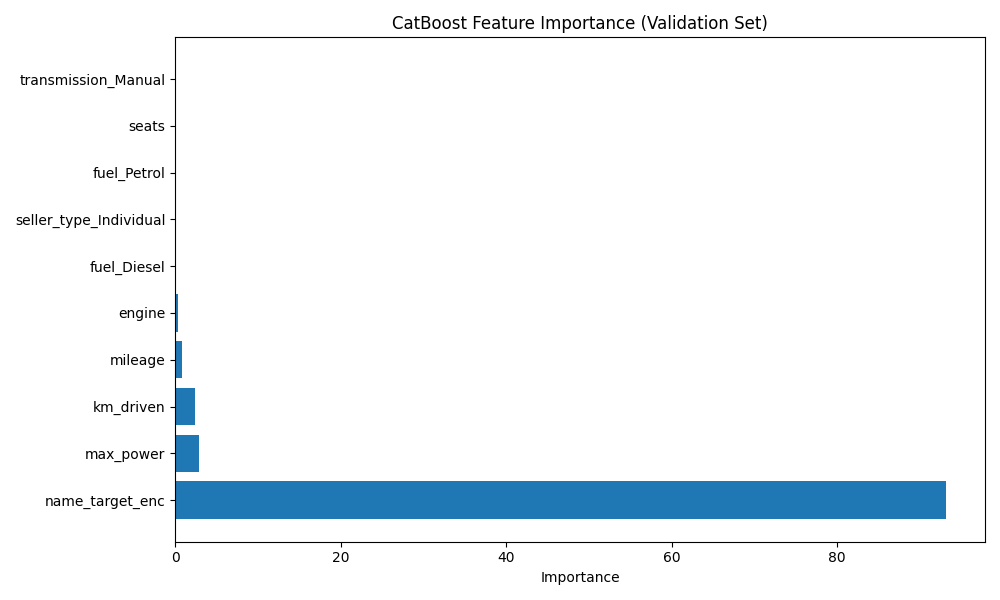 CatBoost Feature Importance (Validation Set)
transmission_Manual
seats
fuel_Petrol
seller_type_Individual
fuel_Diesel
engine
mileage
km_driven
max_power
name_target_enc
0 20 40 60 80
Importance